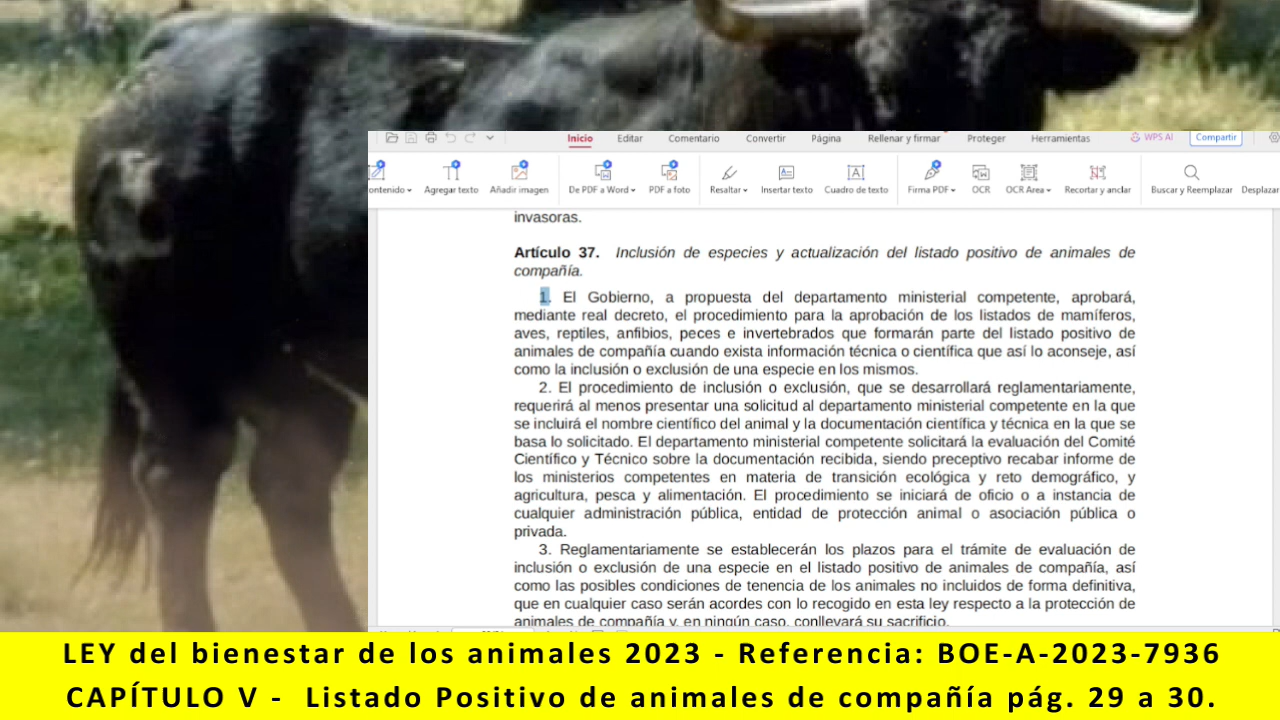 Inicio Editar Comentario Convertir Página Rellenar y firmar Proteger Herramientas WPS AI Compartir
ontenido Agregar texto Añadir imagen De PDF a Word PDF a foto Resaltar Insertar texto Cuadro de texto Firma PDF OCR OCR Area Recortar y anclar Buscar y Reemplazar Desplazar
invasoras.
Artículo 37. Inclusión de especies y actualización del listado positivo de animales de
compañía.
1. El Gobierno, a propuesta del departamento ministerial competente, aprobará,
mediante real decreto, el procedimiento para la aprobación de los listados de mamíferos,
aves, reptiles, anfibios, peces e invertebrados que formarán parte del listado positivo de
animales de compañía cuando exista información técnica o científica que así lo aconseje, así
como la inclusión o exclusión de una especie en los mismos.
2. El procedimiento de inclusión o exclusión, que se desarrollará reglamentariamente,
requerirá al menos presentar una solicitud al departamento ministerial competente en la que
se incluirá el nombre científico del animal y la documentación científica y técnica en la que se
basa lo solicitado. El departamento ministerial competente solicitará la evaluación del Comité
Científico y Técnico sobre la documentación recibida, siendo preceptivo recabar informe de
los ministerios competentes en materia de transición ecológica y reto demográfico, y
agricultura, pesca y alimentación. El procedimiento se iniciará de oficio o a instancia de
cualquier administración pública, entidad de protección animal o asociación pública o
privada.
3. Reglamentariamente se establecerán los plazos para el trámite de evaluación de
inclusión o exclusión de una especie en el listado positivo de animales de compañía, así
como las posibles condiciones de tenencia de los animales no incluidos de forma definitiva,
que en cualquier caso serán acordes con lo recogido en esta ley respecto a la protección de
animales de compañía y, en ningún caso, conllevará su sacrificio.
LEY del bienestar de los animales 2023 - Referencia: BOE-A-2023-7936
CAPÍTULO V - Listado Positivo de animales de compañía pág. 29 a 30.